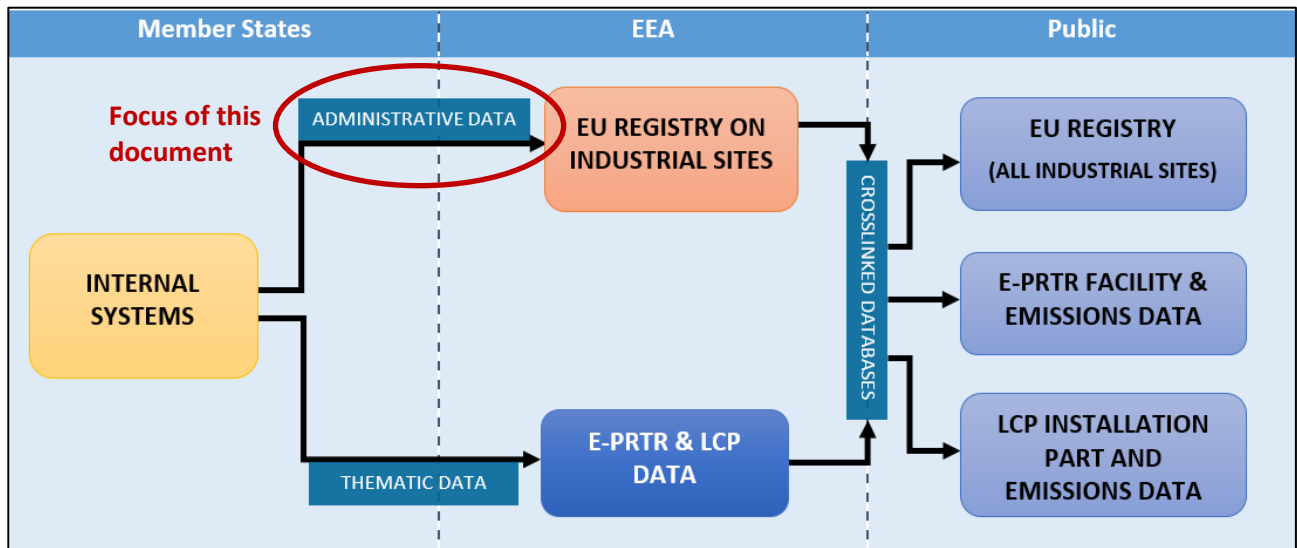 Member States
EEA
Public
Focus of this
document
ADMINISTRATIVE DATA
EU REGISTRY ON
INDUSTRIAL SITES
EU REGISTRY
(ALL INDUSTRIAL SITES)
INTERNAL
SYSTEMS
CROSSLINKED DATABASES
E-PRTR FACILITY &
EMISSIONS DATA
E-PRTR & LCP
DATA
THEMATIC DATA
LCP INSTALLATION
PART AND
EMISSIONS DATA